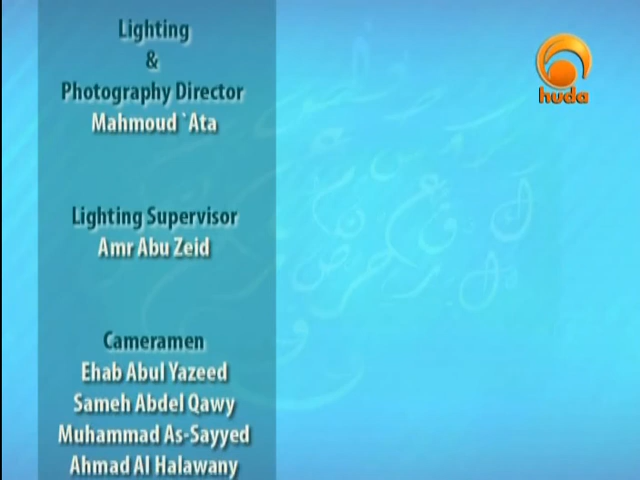 Lighting
&
Photography Director
Mahmoud `Ata
Lighting Supervisor
Amr Abu Zeid
Cameramen
Ehab Abul Yazeed
Sameh Abdel Qawy
Muhammad As-Sayyed
Ahmad Al Halawany
huda